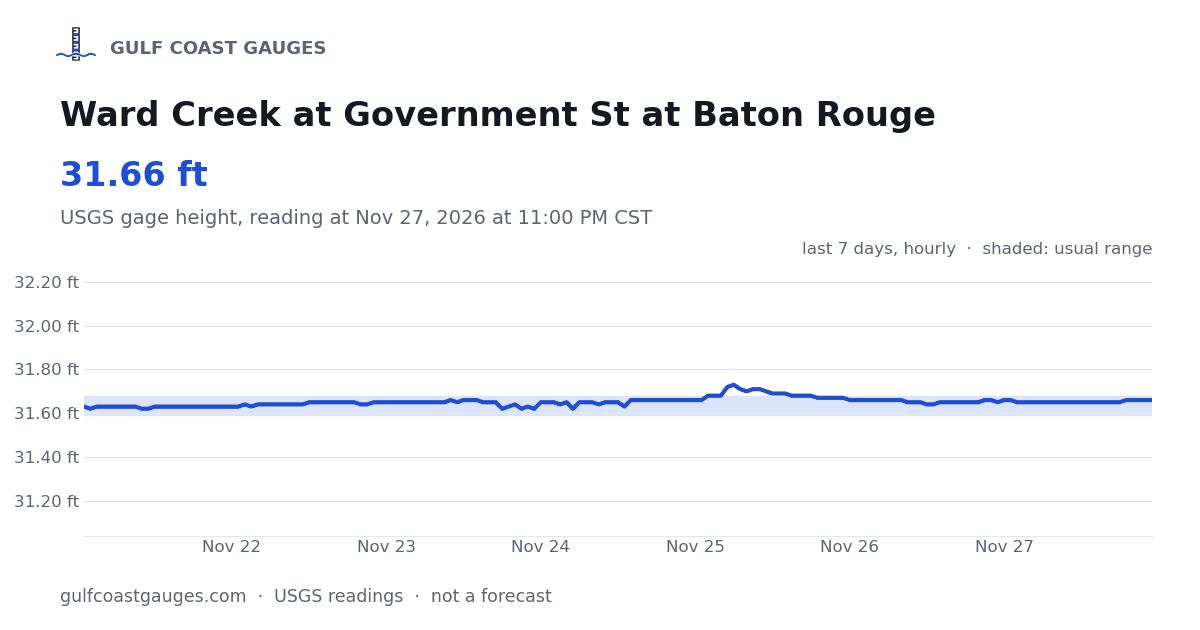 GULF COAST GAUGES
Ward Creek at Government St at Baton Rouge
31.66 ft
USGS gage height, reading at Nov 27, 2026 at 11:00 PM CST
last 7 days, hourly · shaded: usual range
32.20 ft
32.00 ft
31.80 ft
31.60 ft
31.40 ft
31.20 ft
Nov 22 Nov 23 Nov 24 Nov 25 Nov 26 Nov 27
gulfcoastgauges.com · USGS readings · not a forecast